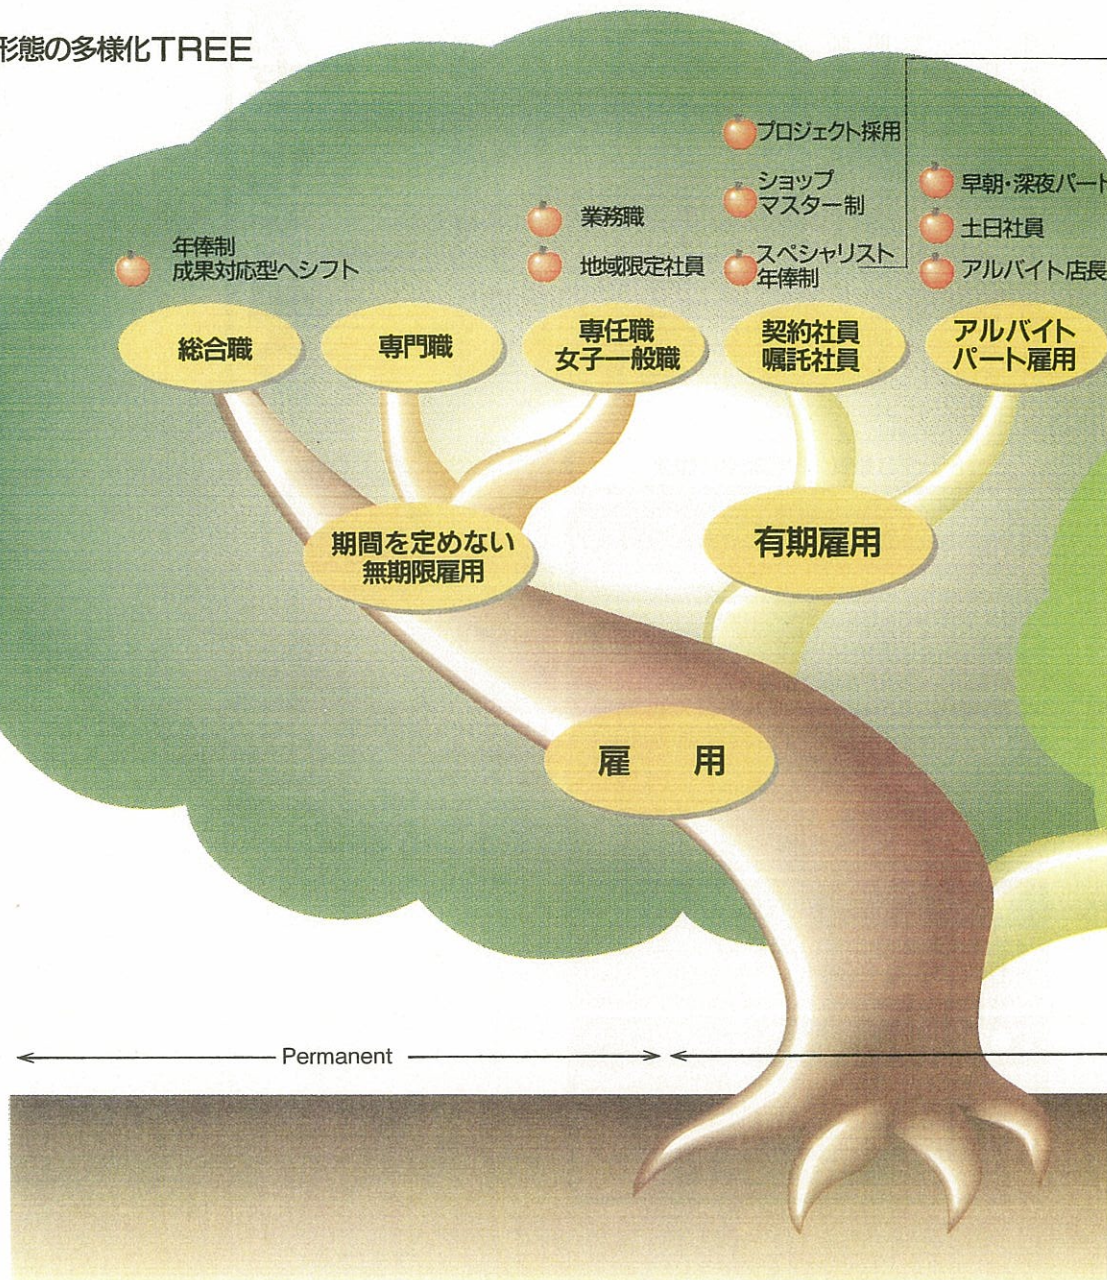 形態の多様化TREE
プロジェクト採用
ショップ
マスター制
スペシャリスト
年俸制
早朝・深夜パート
土日社員
アルバイト店長
業務職
地域限定社員
年俸制
成果対応型へシフト
総合職
専門職
専任職
女子一般職
契約社員
嘱託社員
アルバイト
パート雇用
期間を定めない
無期限雇用
有期雇用
雇　用
Permanent